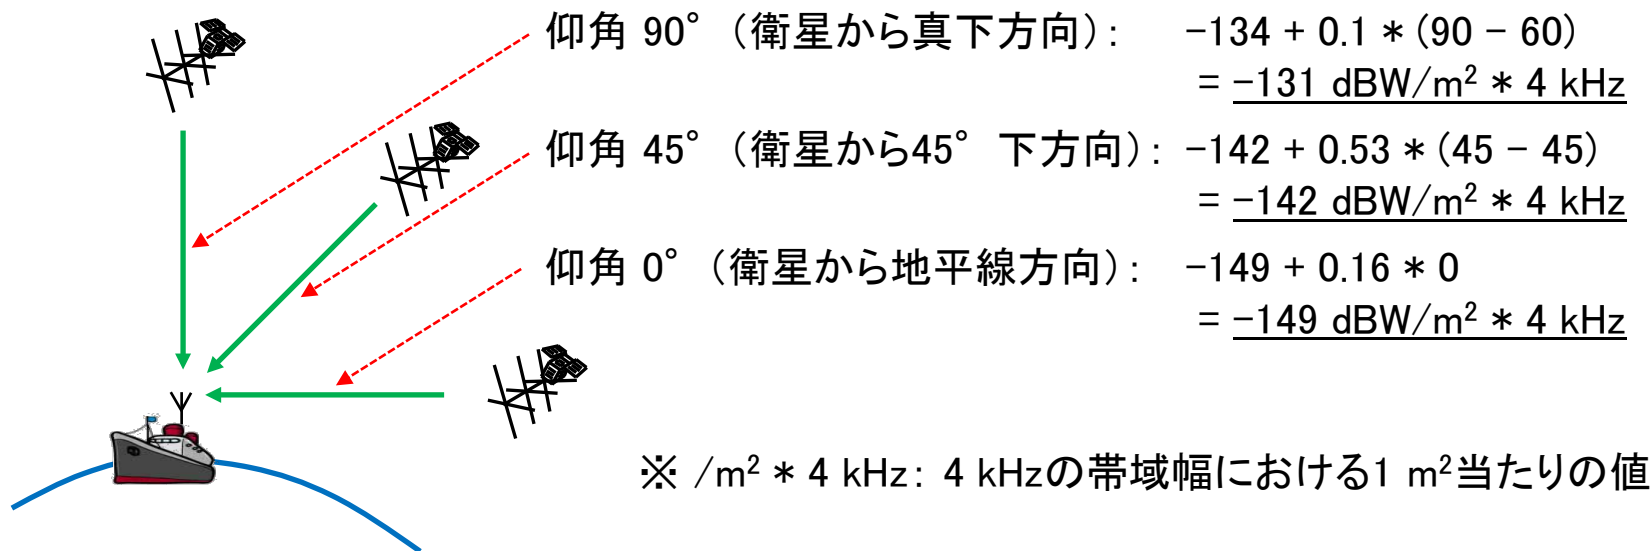 仰角 90°（衛星から真下方向）： −134 + 0.1 * (90 − 60)
= −131 dBW/m² * 4 kHz
仰角 45°（衛星から45°下方向）： −142 + 0.53 * (45 − 45)
= −142 dBW/m² * 4 kHz
仰角 0°（衛星から地平線方向）： −149 + 0.16 * 0
= −149 dBW/m² * 4 kHz
※ /m² * 4 kHz： 4 kHzの帯域幅における1 m²当たりの値